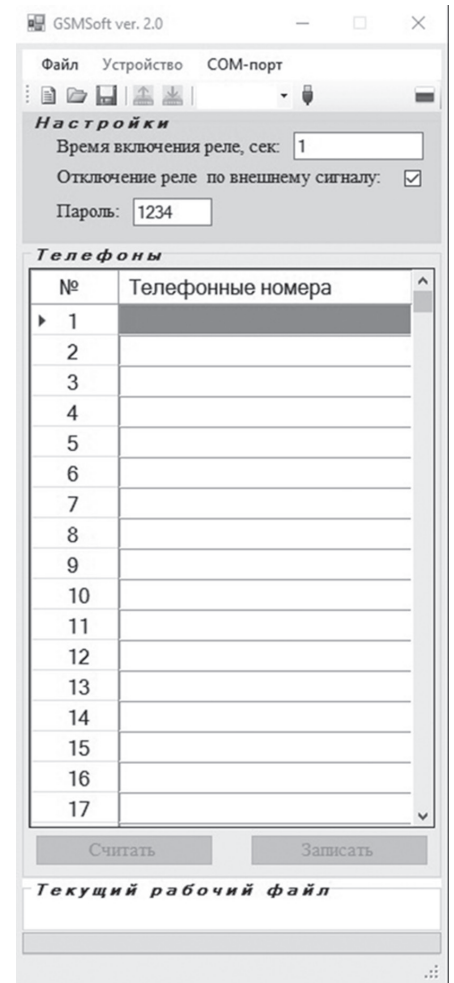 GSMSoft ver. 2.0
Файл Устройство COM-порт
Настройки
Время включения реле, сек: 1
Отключение реле по внешнему сигналу:
Пароль: 1234
Телефоны
№ Телефонные номера
1
2
3
4
5
6
7
8
9
10
11
12
13
14
15
16
17
Считать Записать
Текущий рабочий файл